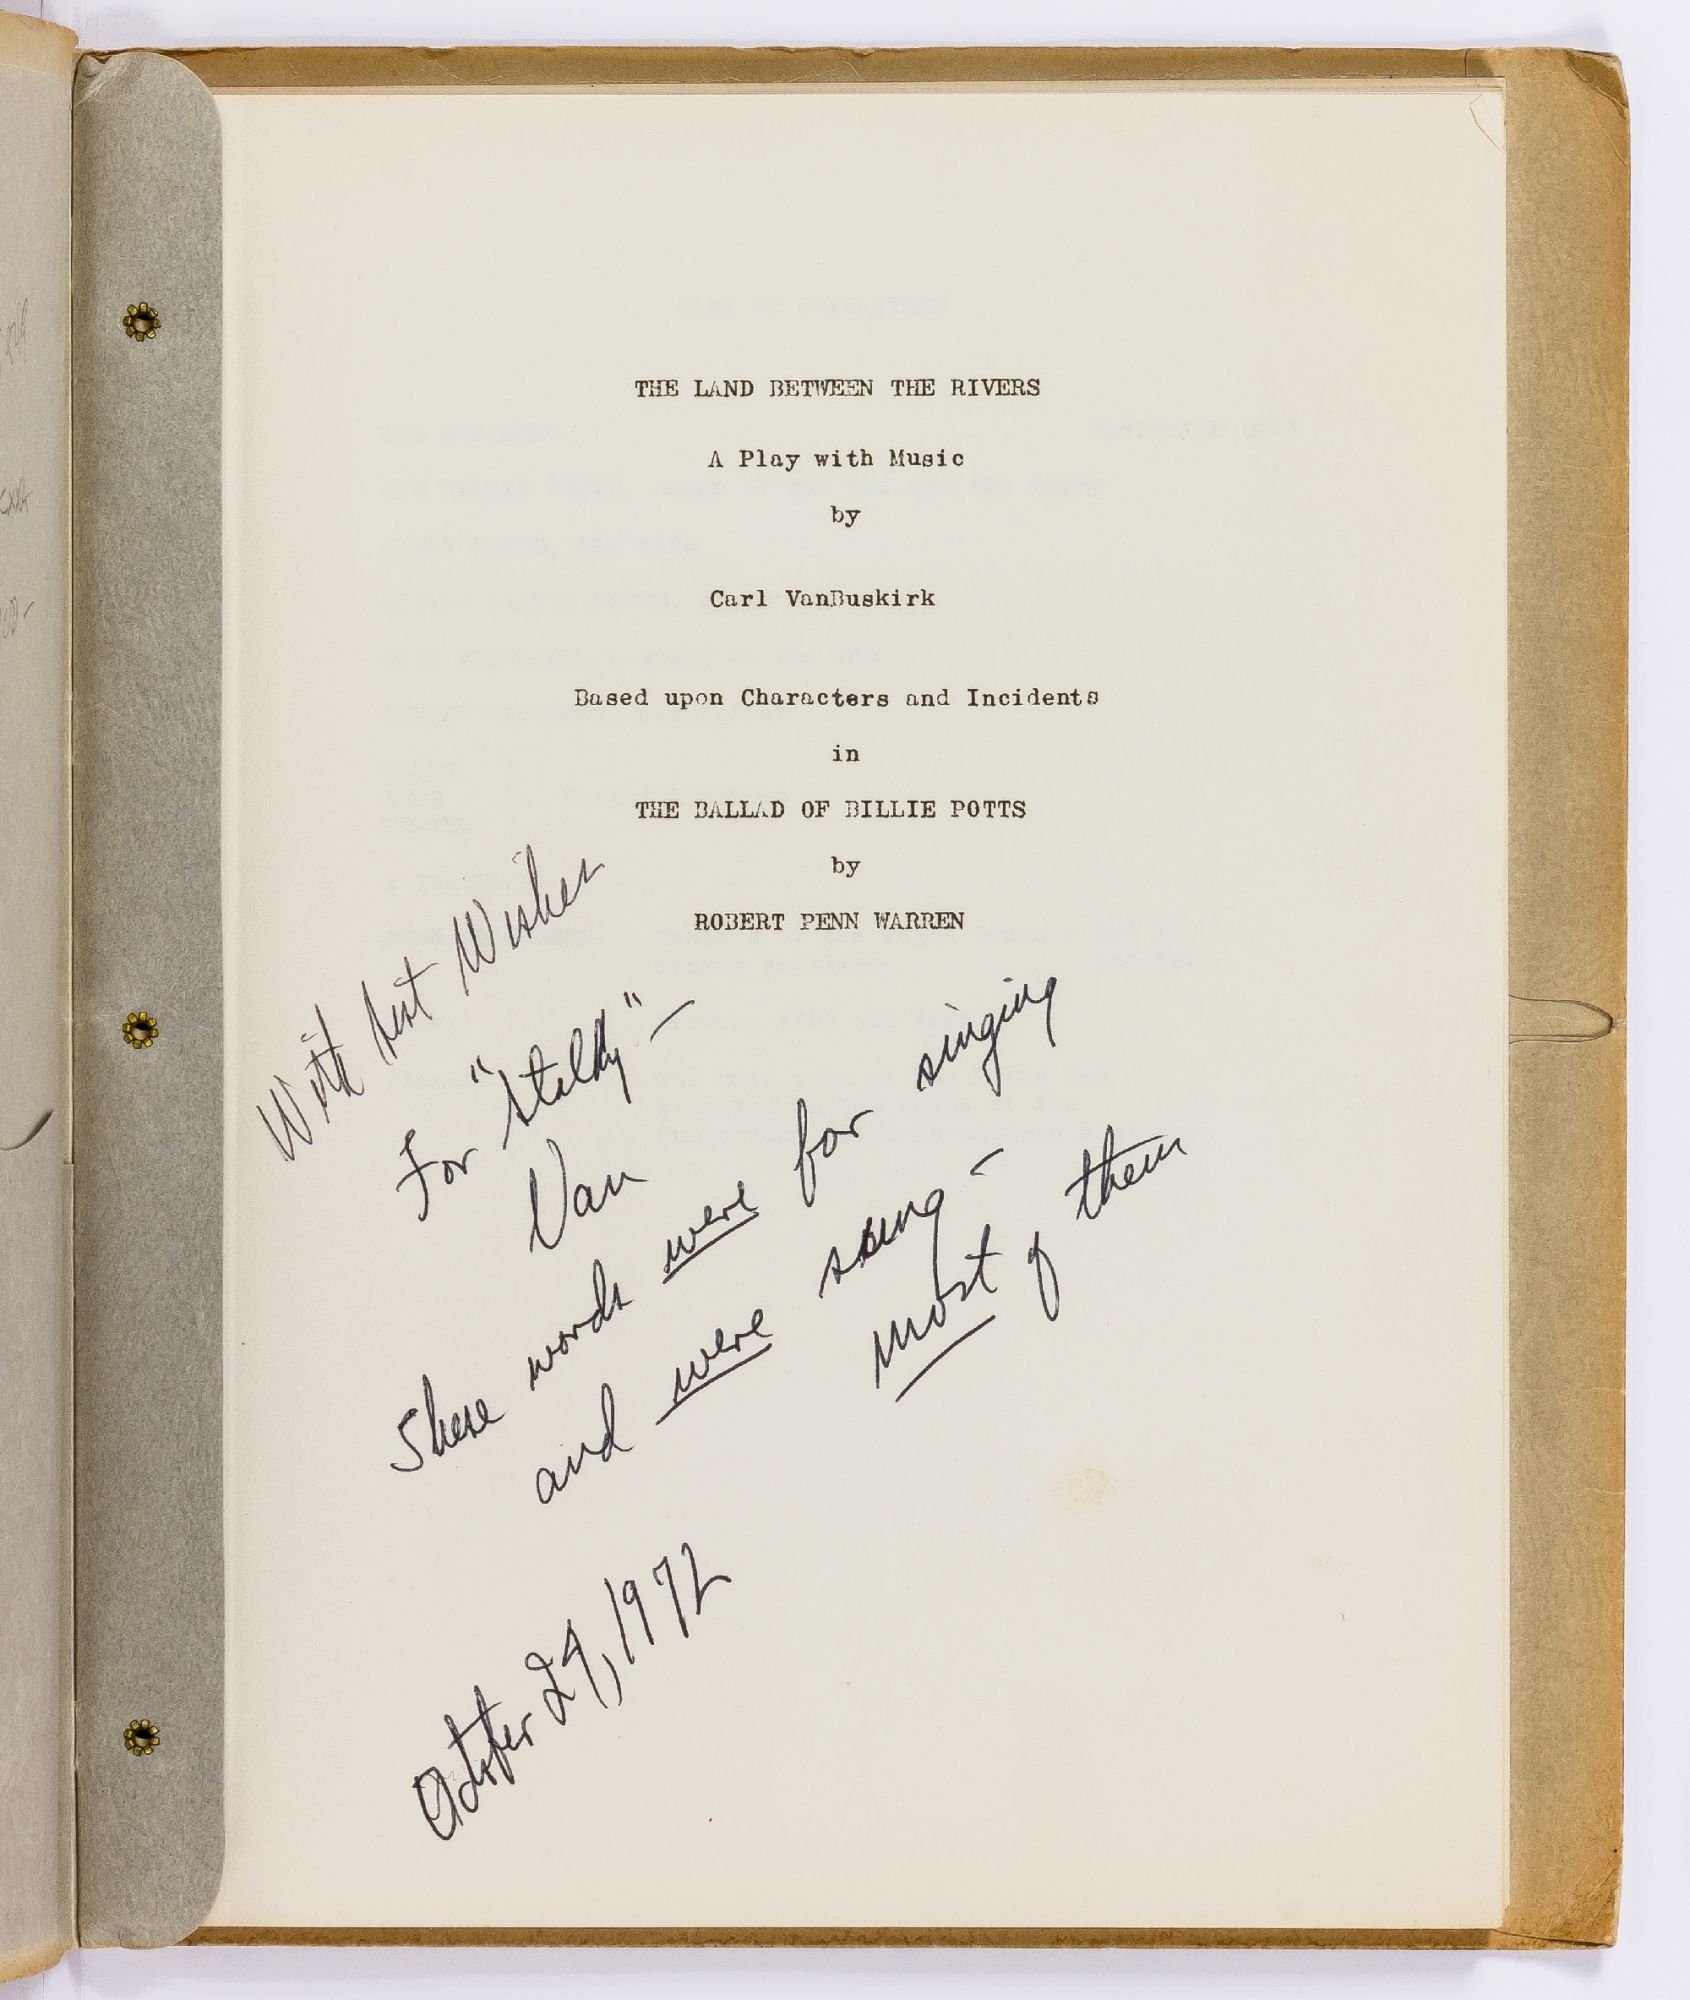 THE LAND BETWEEN THE RIVERS
A Play with Music
by
Carl VanBuskirk
Based upon Characters and Incidents
in
THE BALLAD OF BILLIE POTTS
by
ROBERT PENN WARREN
With best Wishes
For "Stilky" —
Van
These words were for singing
and were sung —
most of them
October 29, 1972